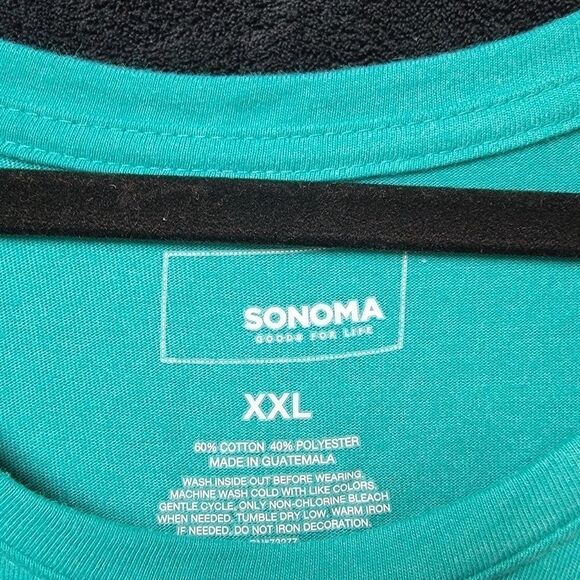 SONOMA
GOODS FOR LIFE
XXL
60% COTTON 40% POLYESTER
MADE IN GUATEMALA
WASH INSIDE OUT BEFORE WEARING.
MACHINE WASH COLD WITH LIKE COLORS,
GENTLE CYCLE, ONLY NON-CHLORINE BLEACH
WHEN NEEDED, TUMBLE DRY LOW, WARM IRON
IF NEEDED, DO NOT IRON DECORATION.